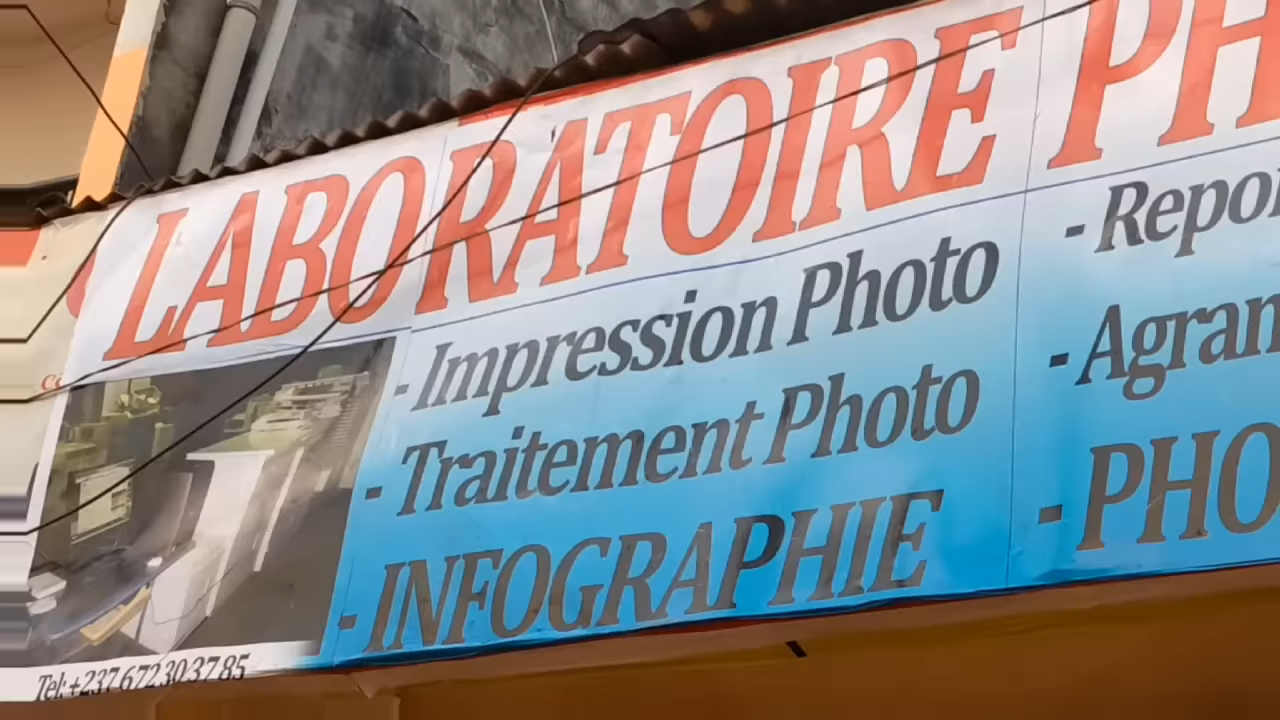 LABORATOIRE PH
- Impression Photo
- Traitement Photo
- INFOGRAPHIE
- Repor
- Agran
- PHO
Tel: +237 672 30 37 85